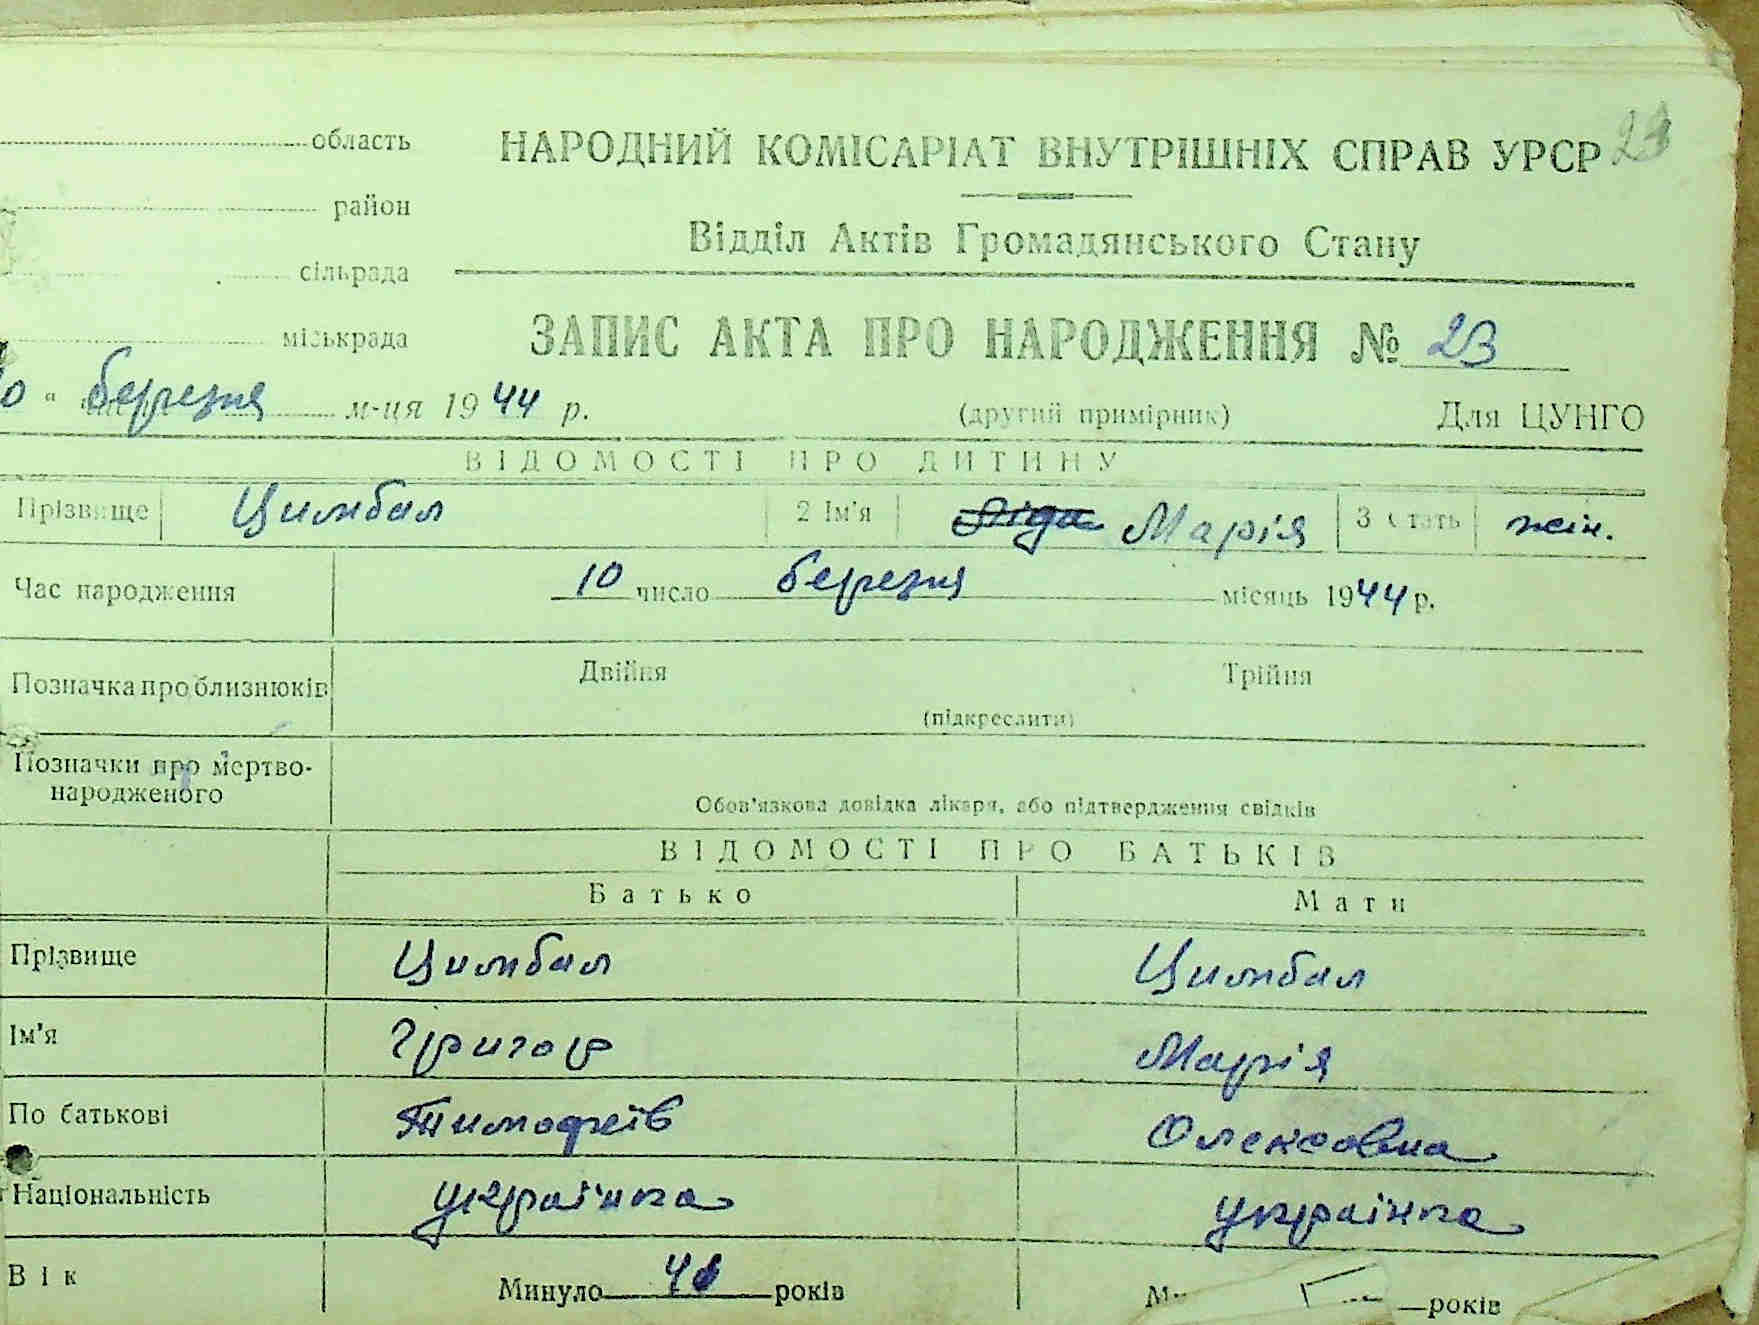 область
НАРОДНИЙ КОМІСАРІАТ ВНУТРІШНІХ СПРАВ УРСР 23
район
Відділ Актів Громадянського Стану
сільрада
міськрада
ЗАПИС АКТА ПРО НАРОДЖЕННЯ № 23
" березня м-ця 1944 р.
(другий примірник) Для ЦУНГО
ВІДОМОСТІ ПРО ДИТИНУ
Прізвище Цимбал 2 Ім'я Ліда Марія 3 Стать жін.
Час народження 10 число березня місяць 1944 р.
Позначка про близнюків Двійня Трійня
(підкреслити)
Позначки про мертво-
народженого
Обов'язкова довідка лікаря, або підтвердження свідків
ВІДОМОСТІ ПРО БАТЬКІВ
Батько Мати
Прізвище Цимбал Цимбал
Ім'я Григор Марія
По батькові Тимофеїв Олексовна
Національність українка українка
Вік Минуло років років